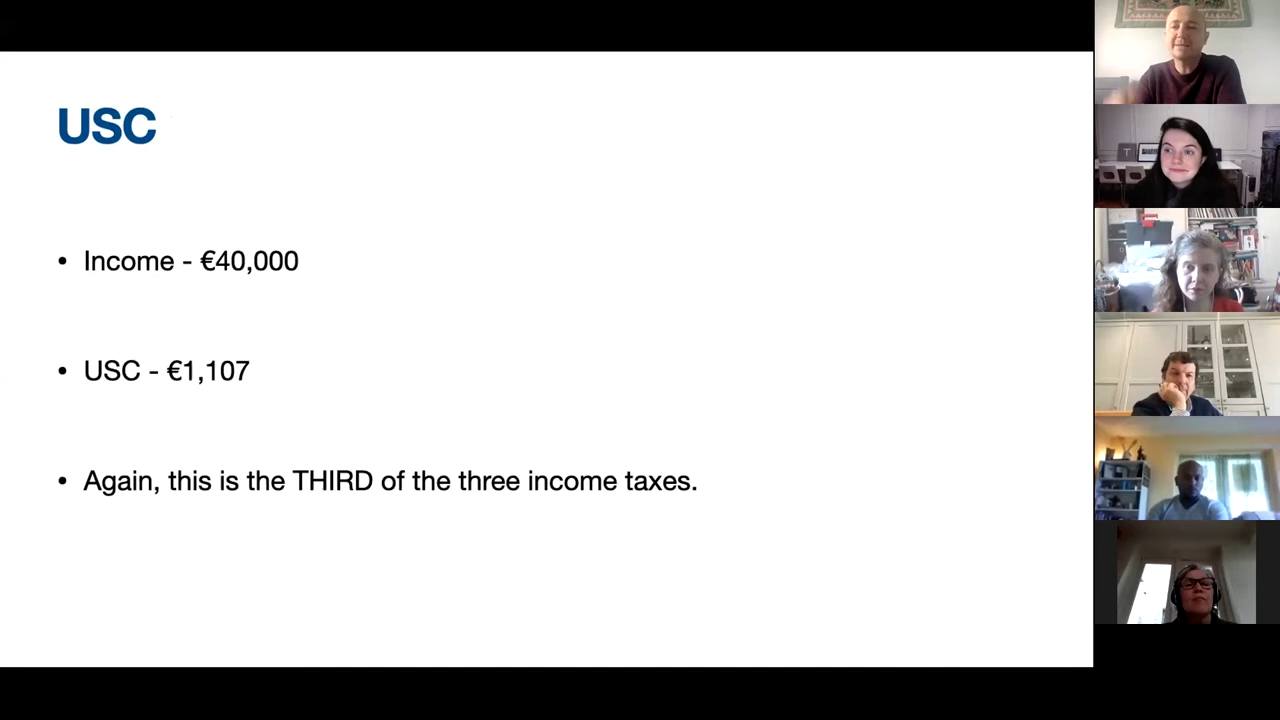 USC
• Income - €40,000
• USC - €1,107
• Again, this is the THIRD of the three income taxes.